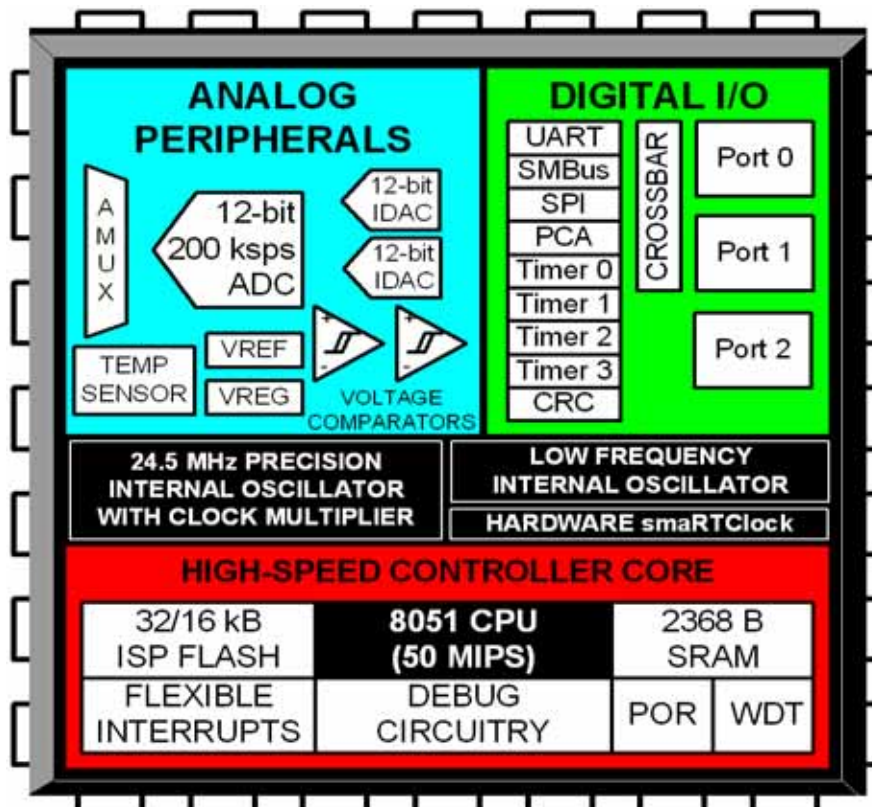 ANALOG
PERIPHERALS
A
M
U
X
12-bit
200 ksps
ADC
12-bit
IDAC
12-bit
IDAC
TEMP
SENSOR
VREF
VREG
+
-
+
-
VOLTAGE
COMPARATORS
DIGITAL I/O
UART
SMBus
SPI
PCA
Timer 0
Timer 1
Timer 2
Timer 3
CRC
CROSSBAR
Port 0
Port 1
Port 2
24.5 MHz PRECISION
INTERNAL OSCILLATOR
WITH CLOCK MULTIPLIER
LOW FREQUENCY
INTERNAL OSCILLATOR
HARDWARE smaRTClock
HIGH-SPEED CONTROLLER CORE
32/16 kB
ISP FLASH
8051 CPU
(50 MIPS)
2368 B
SRAM
FLEXIBLE
INTERRUPTS
DEBUG
CIRCUITRY
POR
WDT